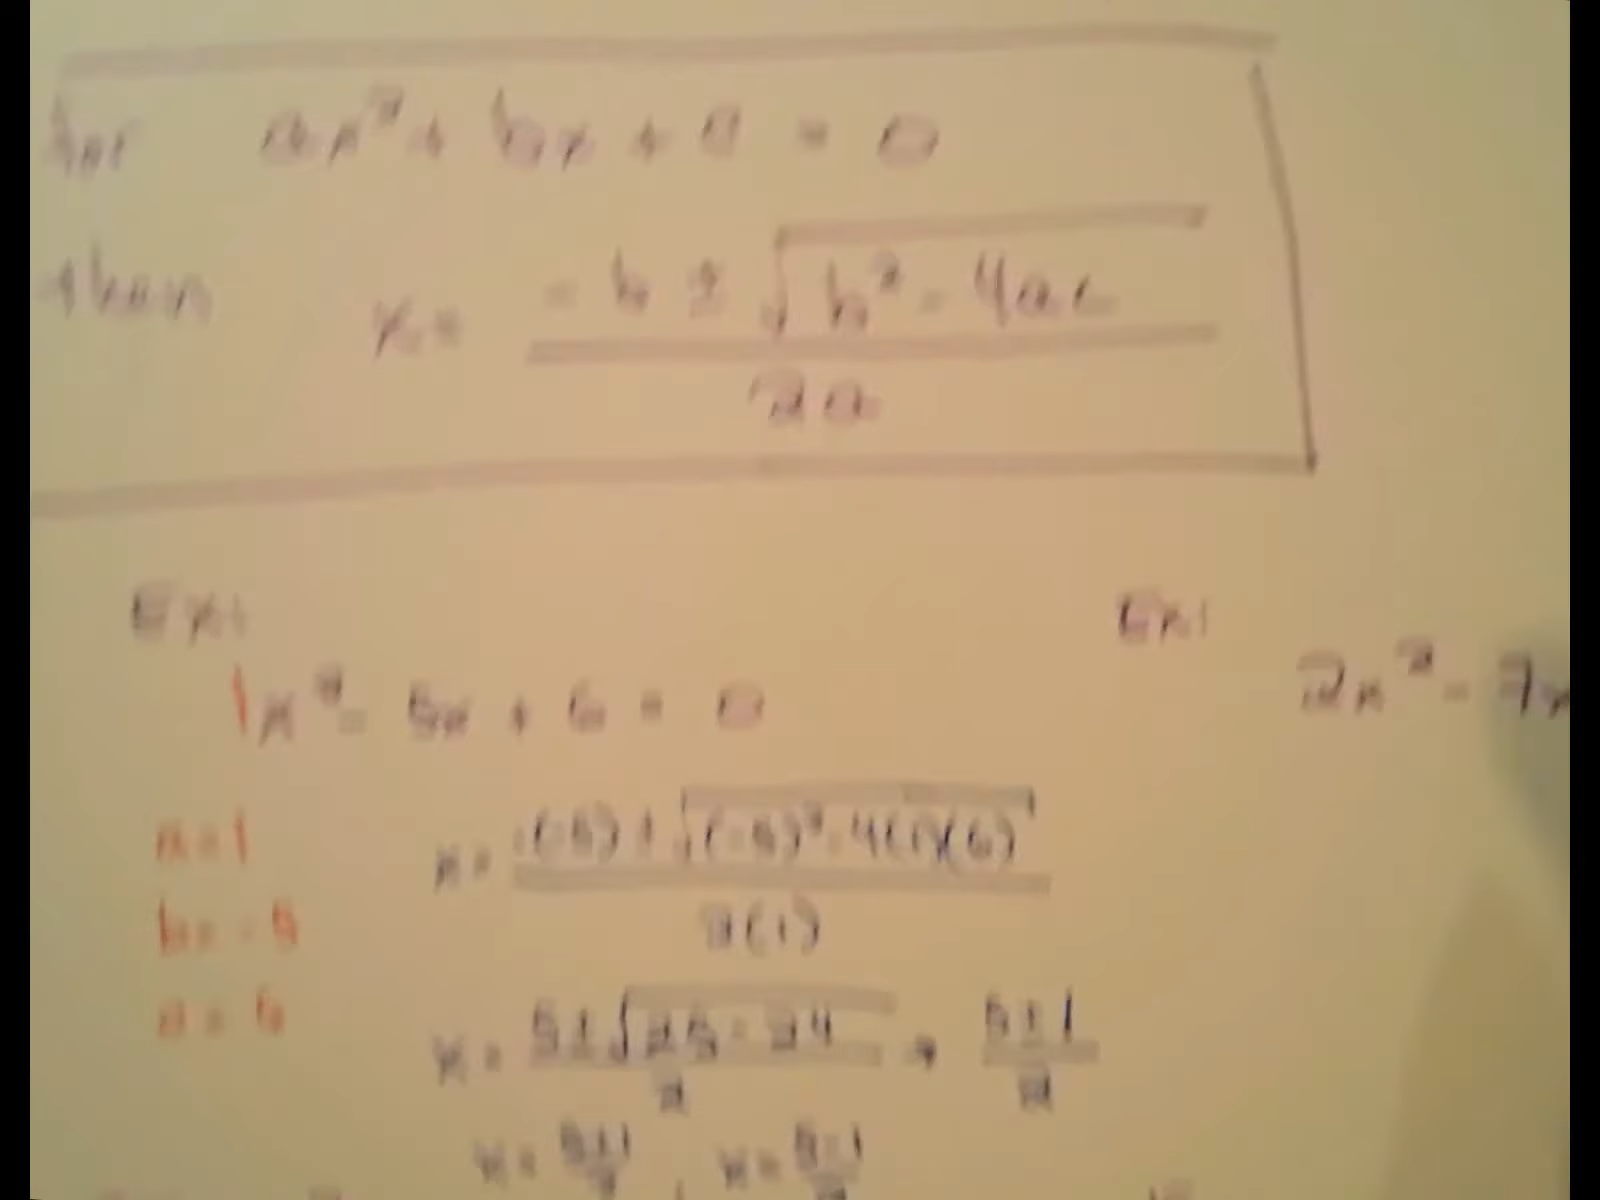 for ax² + bx + c = 0
then x = -b ± √b² - 4ac
2a
Ex:
1x² - 5x + 6 = 0
a = 1
b = -5
c = 6
x = -(-5) ± √(-5)² - 4(1)(6)
2(1)
x = 5 ± √25 - 24 → 5 ± 1
2 2
x = 5+1 x = 5-1
2 2
Ex:
2x² - 7x